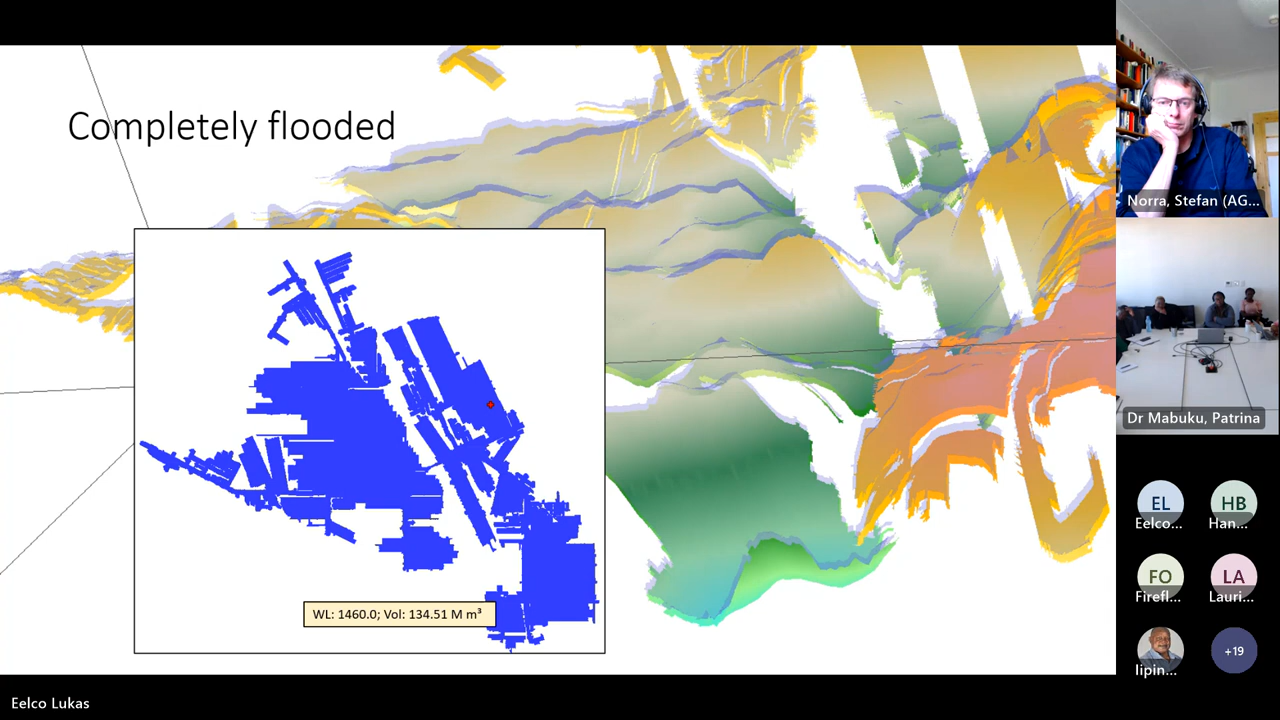 Completely flooded
WL: 1460.0; Vol: 134.51 M m³
Norra, Stefan (AG...
Dr Mabuku, Patrina
EL
Eelco...
HB
Han...
FO
Firefl...
LA
Lauri...
Iipin...
+19
Eelco Lukas